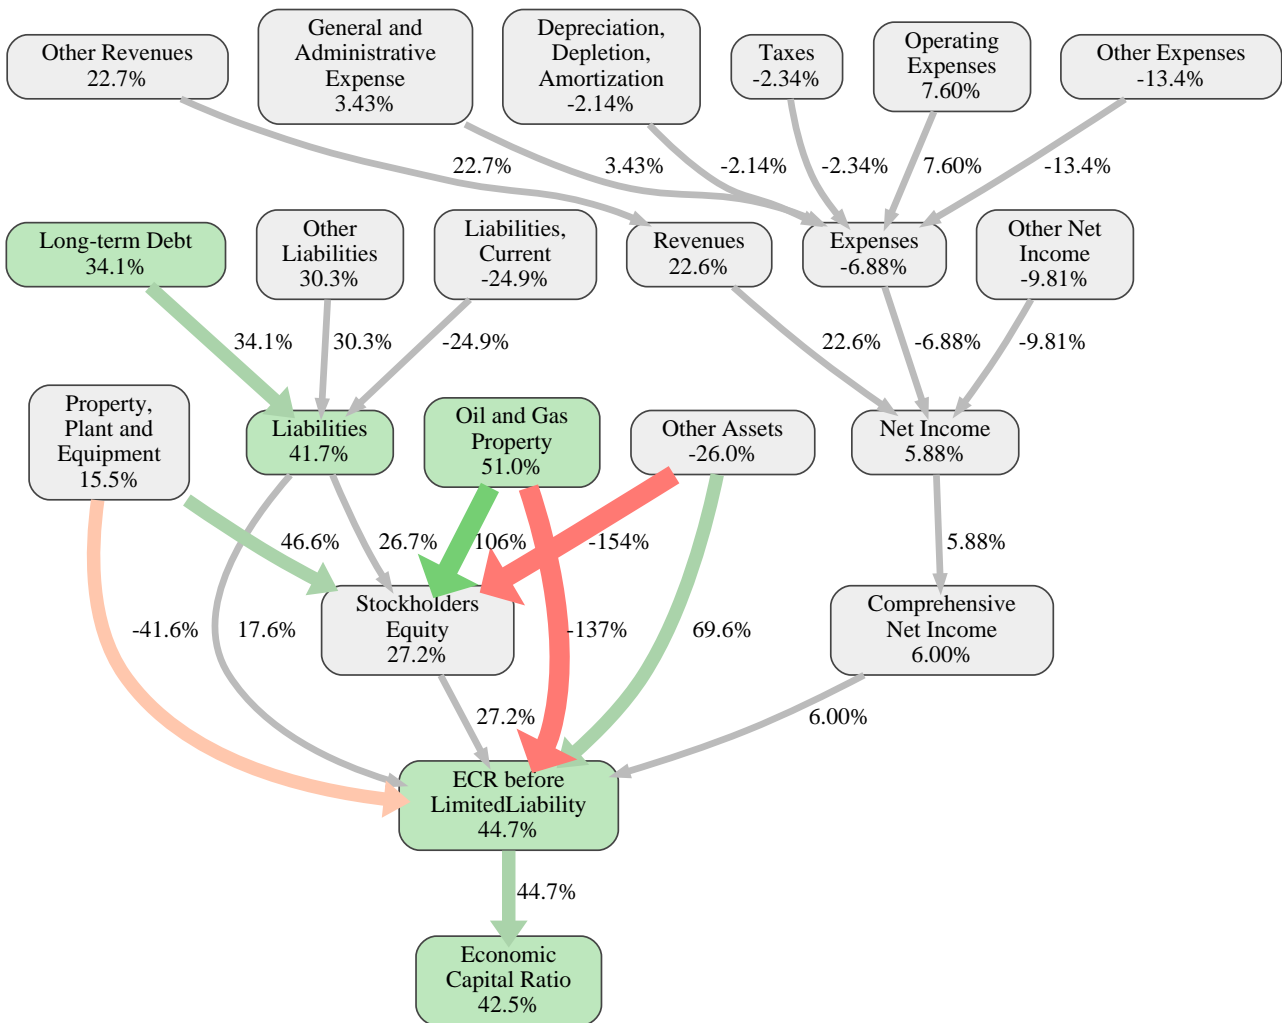 Other Revenues
22.7%
General and
Administrative
Expense
3.43%
Depreciation,
Depletion,
Amortization
-2.14%
Taxes
-2.34%
Operating
Expenses
7.60%
Other Expenses
-13.4%
22.7%
3.43%
-2.14%
-2.34%
7.60%
-13.4%
Long-term Debt
34.1%
Other
Liabilities
30.3%
Liabilities,
Current
-24.9%
Revenues
22.6%
Expenses
-6.88%
Other Net
Income
-9.81%
34.1%
30.3%
-24.9%
22.6%
-6.88%
-9.81%
Property,
Plant and
Equipment
15.5%
Liabilities
41.7%
Oil and Gas
Property
51.0%
Other Assets
-26.0%
Net Income
5.88%
46.6%
26.7%
106%
-154%
5.88%
-41.6%
17.6%
Stockholders
Equity
27.2%
-137%
69.6%
Comprehensive
Net Income
6.00%
27.2%
6.00%
ECR before
LimitedLiability
44.7%
44.7%
Economic
Capital Ratio
42.5%